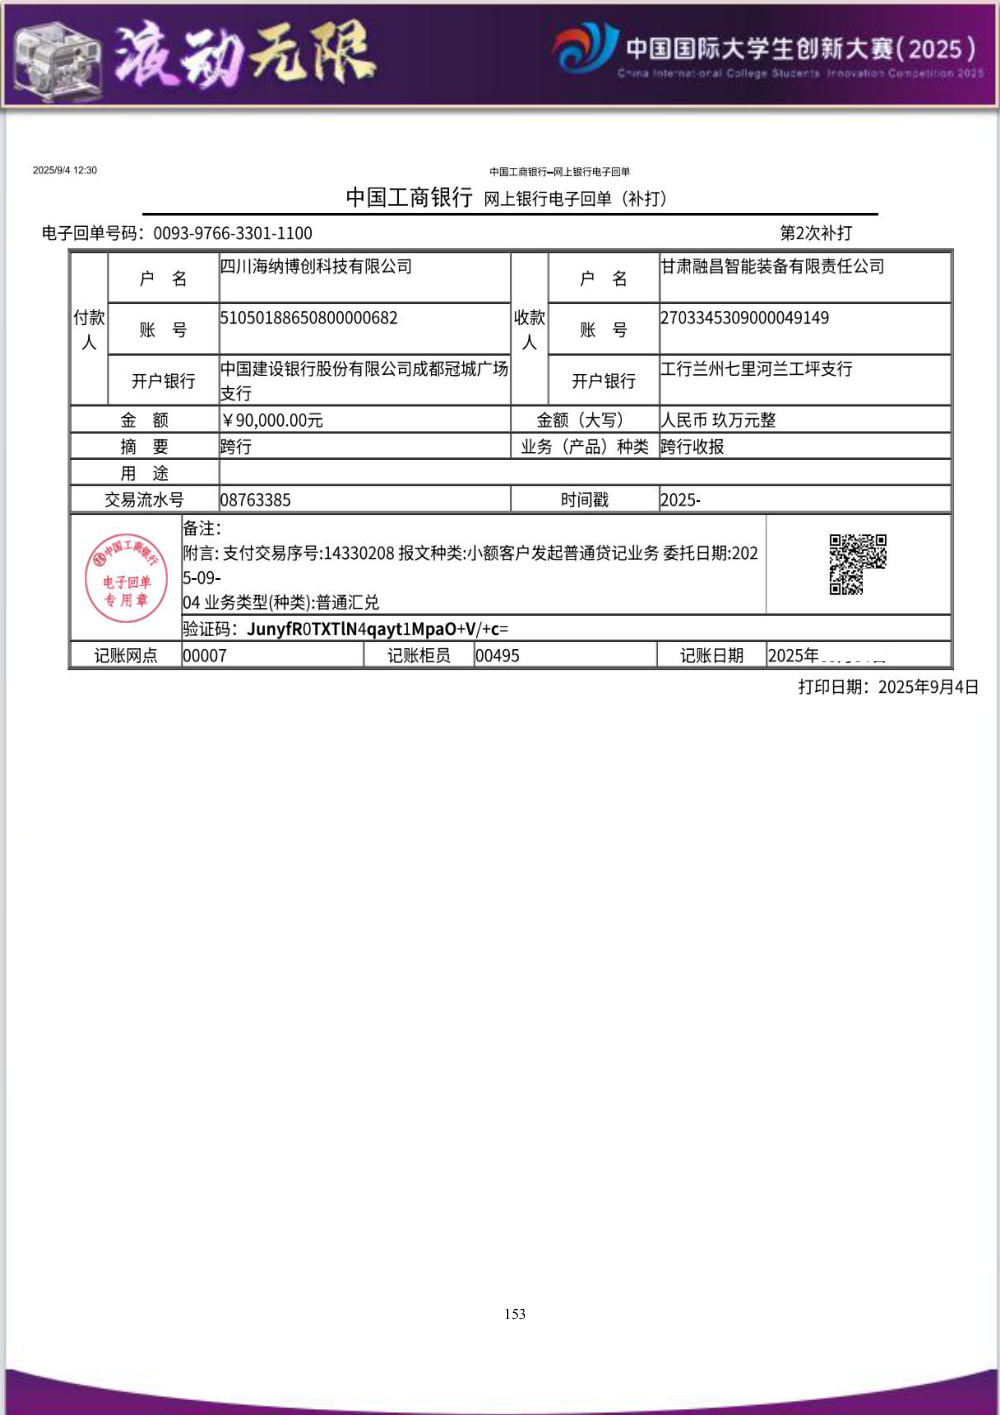 液动无限
中国国际大学生创新大赛(2025)
China International College Students Innovation Competition 2025
2025/9/4 12:30
中国工商银行—网上银行电子回单
中国工商银行 网上银行电子回单（补打）
电子回单号码：0093-9766-3301-1100 第2次补打
付款人 户 名 四川海纳博创科技有限公司 收款人 户 名 甘肃融昌智能装备有限责任公司
账 号 51050188650800000682 账 号 2703345309000049149
开户银行 中国建设银行股份有限公司成都冠城广场
支行 开户银行 工行兰州七里河兰工坪支行
金 额 ￥90,000.00元 金额（大写） 人民币 玖万元整
摘 要 跨行 业务（产品）种类 跨行收报
用 途
交易流水号 08763385 时间戳 2025-
中国工商银行
电子回单
专用章
备注：
附言: 支付交易序号:14330208 报文种类:小额客户发起普通贷记业务 委托日期:202
5-09-
04 业务类型(种类):普通汇兑
验证码：JunyfR0TXTlN4qayt1MpaO+V/+c=
记账网点 00007 记账柜员 00495 记账日期 2025年
打印日期：2025年9月4日
153